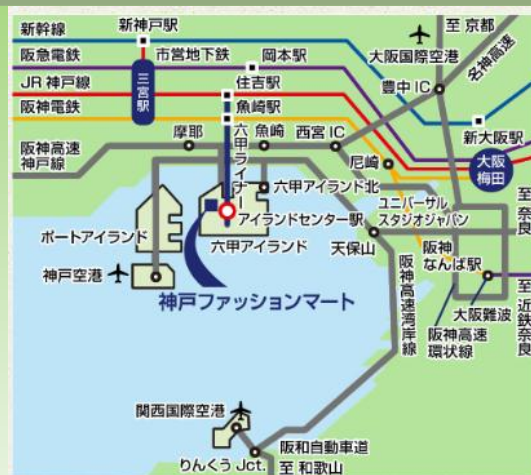 新幹線
新神戸駅
至 京都
阪急電鉄
市営地下鉄
岡本駅
大阪国際空港
名神高速
JR 神戸線
三宮駅
住吉駅
豊中 IC
阪神電鉄
魚崎駅
新大阪駅
阪神高速
神戸線
摩耶
六甲ライナー
魚崎
西宮 IC
尼崎
大阪
梅田
六甲アイランド北
ユニバーサル
スタジオジャパン
至 奈良
アイランドセンター駅
ポートアイランド
六甲アイランド
天保山
阪神
なんば駅
神戸空港
神戸ファッションマート
阪神高速湾岸線
大阪難波
至 近鉄奈良
阪神高速
環状線
関西国際空港
りんくう Jct.
阪和自動車道
至 和歌山